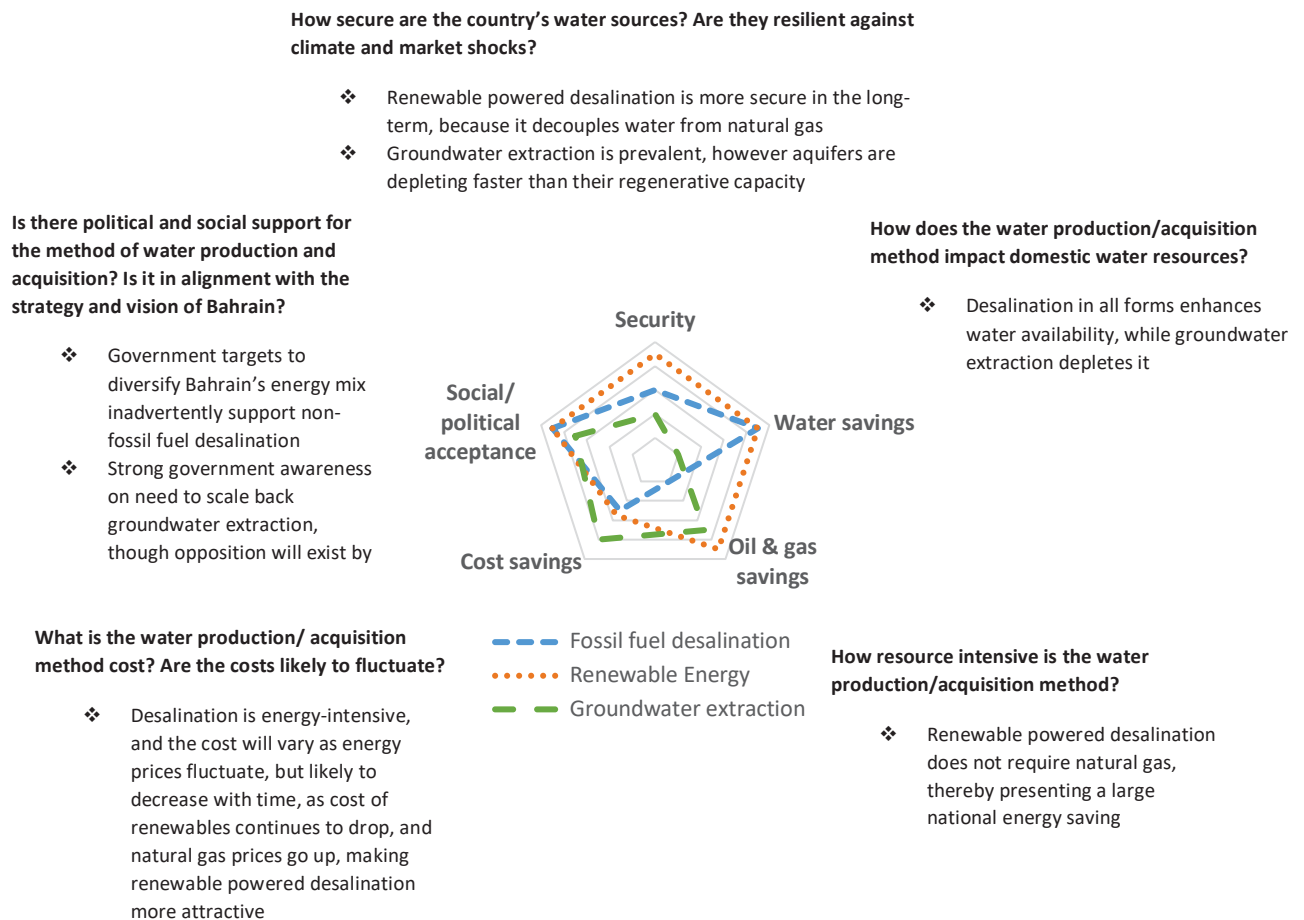 How secure are the country’s water sources? Are they resilient against
climate and market shocks?
❖ Renewable powered desalination is more secure in the long-
term, because it decouples water from natural gas
❖ Groundwater extraction is prevalent, however aquifers are
depleting faster than their regenerative capacity
Is there political and social support for
the method of water production and
acquisition? Is it in alignment with the
strategy and vision of Bahrain?
❖ Government targets to
diversify Bahrain’s energy mix
inadvertently support non-
fossil fuel desalination
❖ Strong government awareness
on need to scale back
groundwater extraction,
though opposition will exist by
How does the water production/acquisition
method impact domestic water resources?
❖ Desalination in all forms enhances
water availability, while groundwater
extraction depletes it
Security
Social/
political
acceptance
Water savings
Cost savings
Oil & gas
savings
Fossil fuel desalination
Renewable Energy
Groundwater extraction
What is the water production/ acquisition
method cost? Are the costs likely to fluctuate?
❖ Desalination is energy-intensive,
and the cost will vary as energy
prices fluctuate, but likely to
decrease with time, as cost of
renewables continues to drop, and
natural gas prices go up, making
renewable powered desalination
more attractive
How resource intensive is the water
production/acquisition method?
❖ Renewable powered desalination
does not require natural gas,
thereby presenting a large
national energy saving